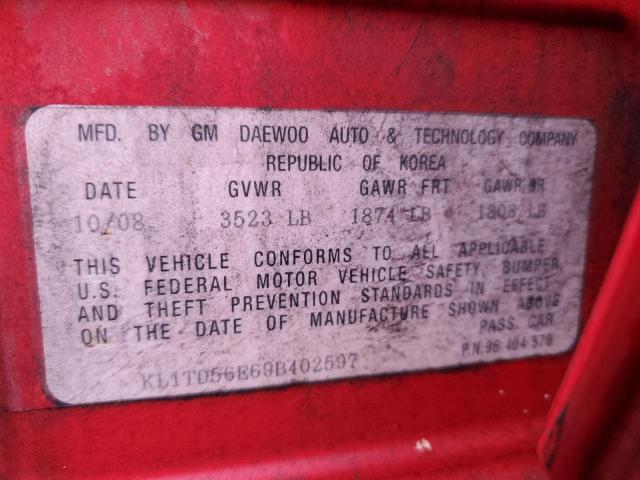 MFD. BY GM DAEWOO AUTO & TECHNOLOGY COMPANY
REPUBLIC OF KOREA
DATE GVWR GAWR FRT GAWR RR
10/08 3523 LB 1874 LB 1808 LB
THIS VEHICLE CONFORMS TO ALL APPLICABLE
U.S. FEDERAL MOTOR VEHICLE SAFETY, BUMPER,
AND THEFT PREVENTION STANDARDS IN EFFECT
ON THE DATE OF MANUFACTURE SHOWN ABOVE
PASS. CAR
P.N.96 404 578
KL1TD56E69B402597